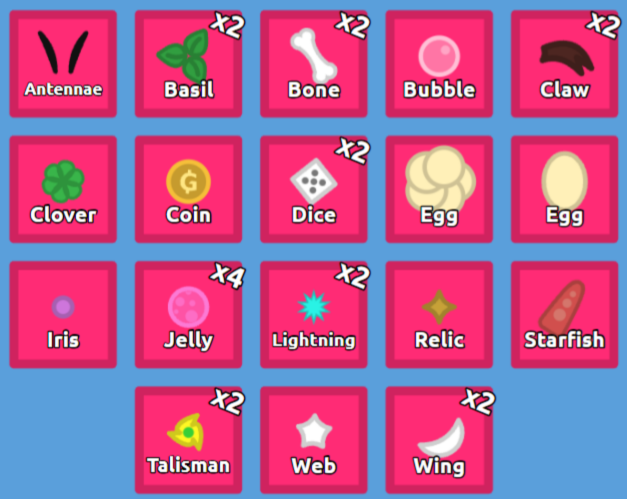 Antennae
x2
Basil
x2
Bone
Bubble
x2
Claw
Clover
G
Coin
x2
Dice
Egg
Egg
Iris
x4
Jelly
x2
Lightning
Relic
Starfish
x2
Talisman
Web
x2
Wing